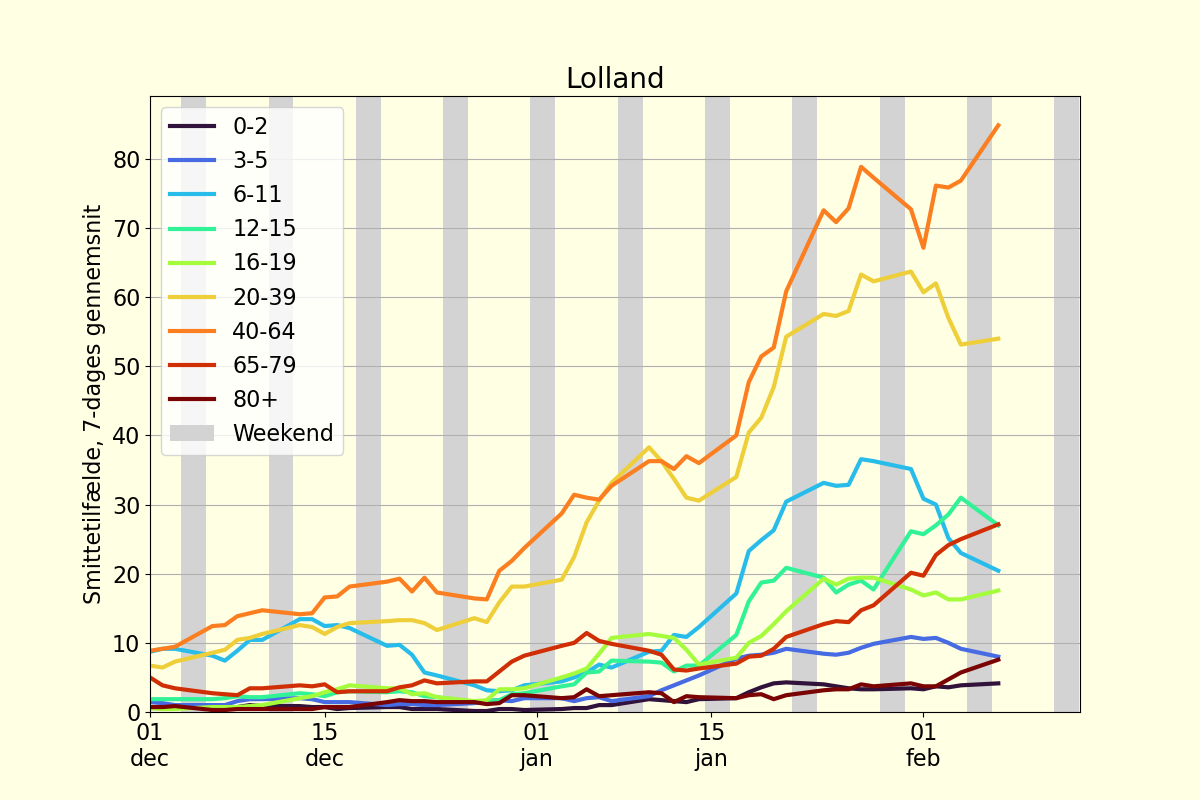 Lolland
Smittetilfælde, 7-dages gennemsnit
80
70
60
50
40
30
20
10
0
0-2
3-5
6-11
12-15
16-19
20-39
40-64
65-79
80+
Weekend
01
dec
15
dec
01
jan
15
jan
01
feb